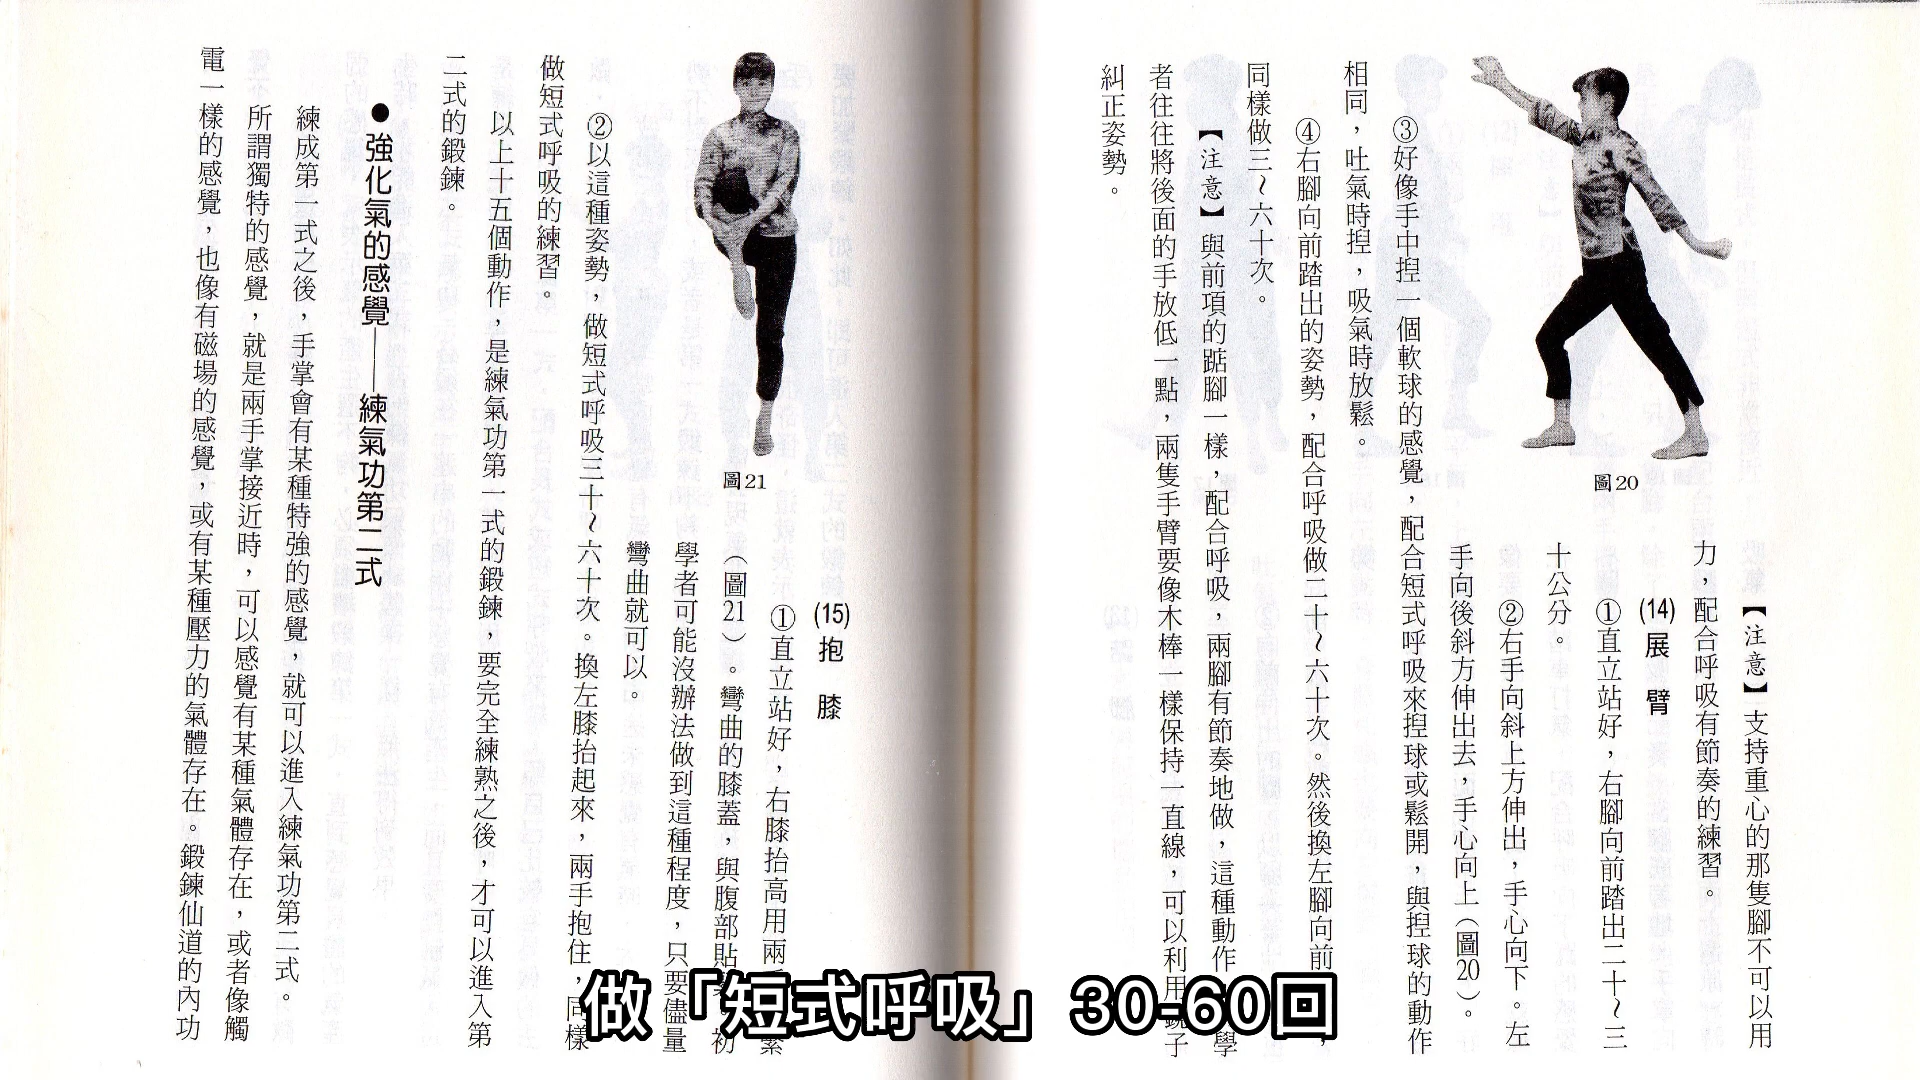 【注意】支持重心的那隻腳不可以用
力，配合呼吸有節奏的練習。
(14)展 臂
①直立站好，右腳向前踏出二十～三
十公分。
②右手向斜上方伸出，手心向下。左
手向後斜方伸出去，手心向上（圖20）。
圖20
③好像手中揑一個軟球的感覺，配合短式呼吸來揑球或鬆開，與揑球的動作
相同，吐氣時揑，吸氣時放鬆。
④右腳向前踏出的姿勢，配合呼吸做二十～六十次。然後換左腳向前，
同樣做三～六十次。
【注意】與前項的踮腳一樣，配合呼吸，兩腳有節奏地做，這種動作 學
者往往將後面的手放低一點，兩隻手臂要像木棒一樣保持一直線，可以利用鏡子
糾正姿勢。
(15)抱 膝
①直立站好，右膝抬高用兩手 緊
（圖21）。彎曲的膝蓋，與腹部貼緊。初
學者可能沒辦法做到這種程度，只要儘量
彎曲就可以。
圖21
②以這種姿勢，做短式呼吸三十～六十次。換左膝抬起來，兩手抱住，同樣
做短式呼吸的練習。
以上十五個動作，是練氣功第一式的鍛鍊，要完全練熟之後，才可以進入第
二式的鍛鍊。
●強化氣的感覺——練氣功第二式
練成第一式之後，手掌會有某種特強的感覺，就可以進入練氣功第二式。
所謂獨特的感覺，就是兩手掌接近時，可以感覺有某種氣體存在，或者像觸
電一樣的感覺，也像有磁場的感覺，或有某種壓力的氣體存在。鍛鍊仙道的內功
做「短式呼吸」30-60回